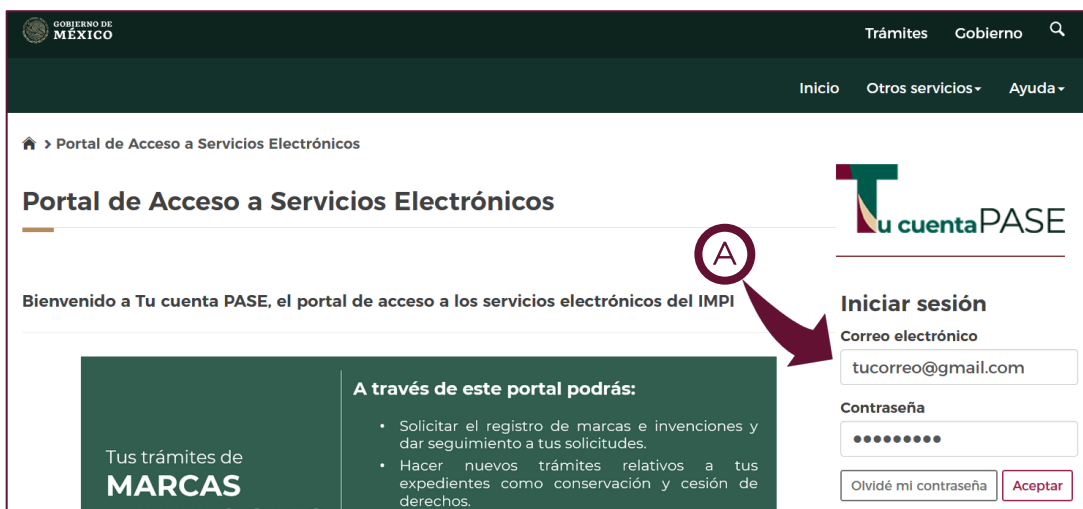 GOBIERNO DE
MÉXICO
Trámites Gobierno
Inicio Otros servicios Ayuda
> Portal de Acceso a Servicios Electrónicos
Portal de Acceso a Servicios Electrónicos
Tu cuenta PASE
A
Bienvenido a Tu cuenta PASE, el portal de acceso a los servicios electrónicos del IMPI
Iniciar sesión
Correo electrónico
tucorreo@gmail.com
Contraseña
•••••••••
Olvidé mi contraseña Aceptar
Tus trámites de
MARCAS
A través de este portal podrás:
• Solicitar el registro de marcas e invenciones y
dar seguimiento a tus solicitudes.
• Hacer nuevos trámites relativos a tus
expedientes como conservación y cesión de
derechos.